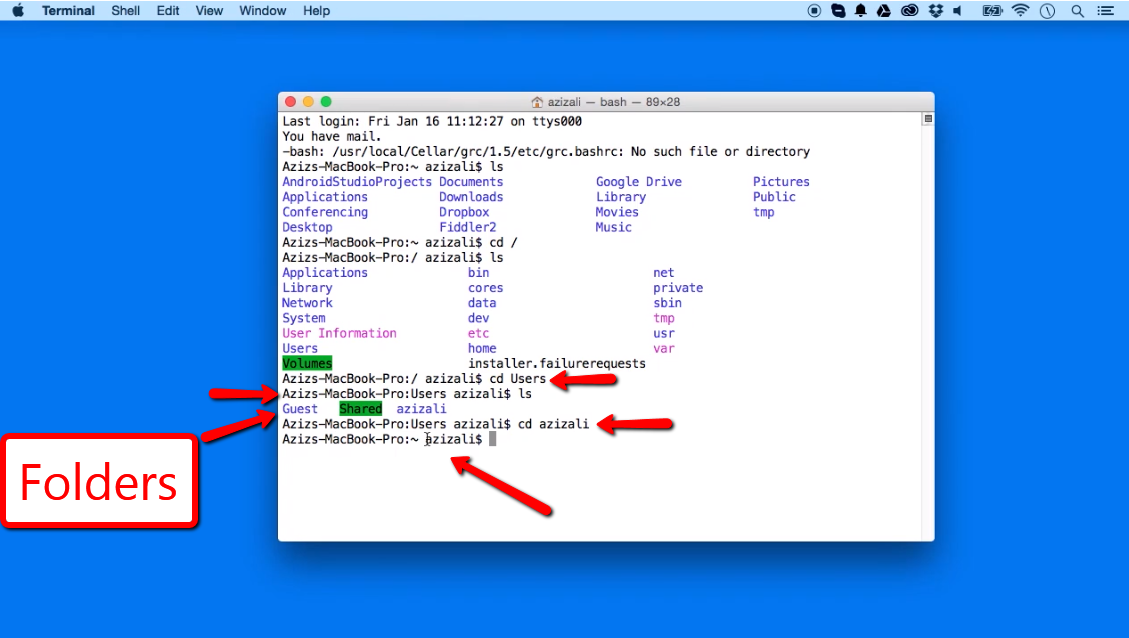 Terminal Shell Edit View Window Help
azizali — bash — 89×28
Last login: Fri Jan 16 11:12:27 on ttys000
You have mail.
-bash: /usr/local/Cellar/grc/1.5/etc/grc.bashrc: No such file or directory
Azizs-MacBook-Pro:~ azizali$ ls
AndroidStudioProjects Documents Google Drive Pictures
Applications Downloads Library Public
Conferencing Dropbox Movies tmp
Desktop Fiddler2 Music
Azizs-MacBook-Pro:~ azizali$ cd /
Azizs-MacBook-Pro:/ azizali$ ls
Applications bin net
Library cores private
Network data sbin
System dev tmp
User Information etc usr
Users home var
Volumes installer.failurerequests
Azizs-MacBook-Pro:/ azizali$ cd Users
Azizs-MacBook-Pro:Users azizali$ ls
Guest Shared azizali
Azizs-MacBook-Pro:Users azizali$ cd azizali
Azizs-MacBook-Pro:~ azizali$
Folders